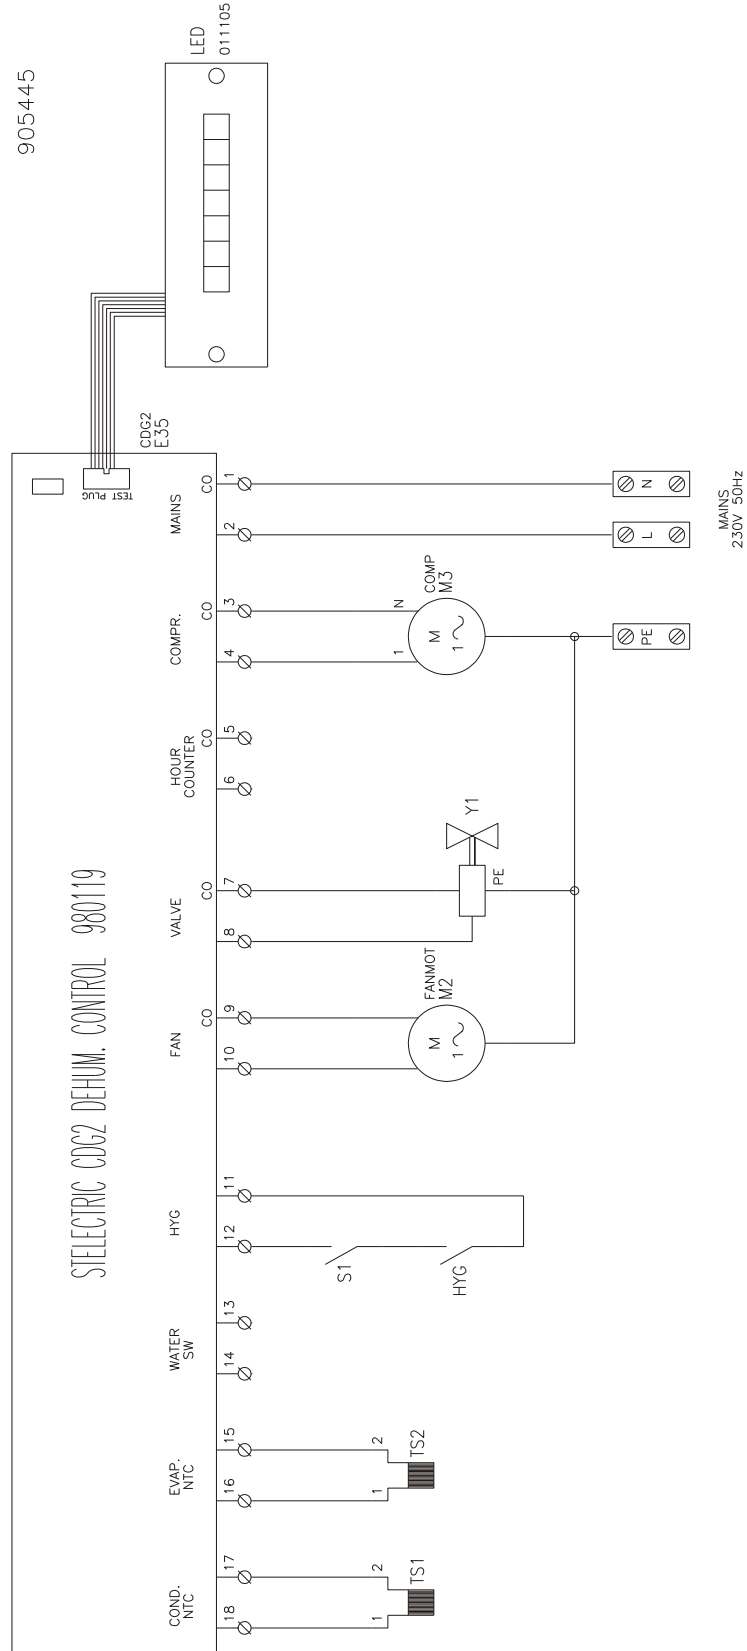 905445
LED
011105
CDG2
E35
TEST PLUG
STELECTRIC CDG2 DEHUM. CONTROL 980119
COND.
NTC
18
17
1
2
TS1
EVAP.
NTC
16
15
1
2
TS2
WATER
SW
14
13
HYG
12
11
S1
HYG
FAN
CO
10
9
FANMOT
M2
M
1
VALVE
CO
8
7
PE
Y1
HOUR
COUNTER
CO
6
5
COMPR.
CO
4
3
1
N
COMP
M3
M
1
MAINS
CO
2
1
PE
L
N
MAINS
230V 50Hz